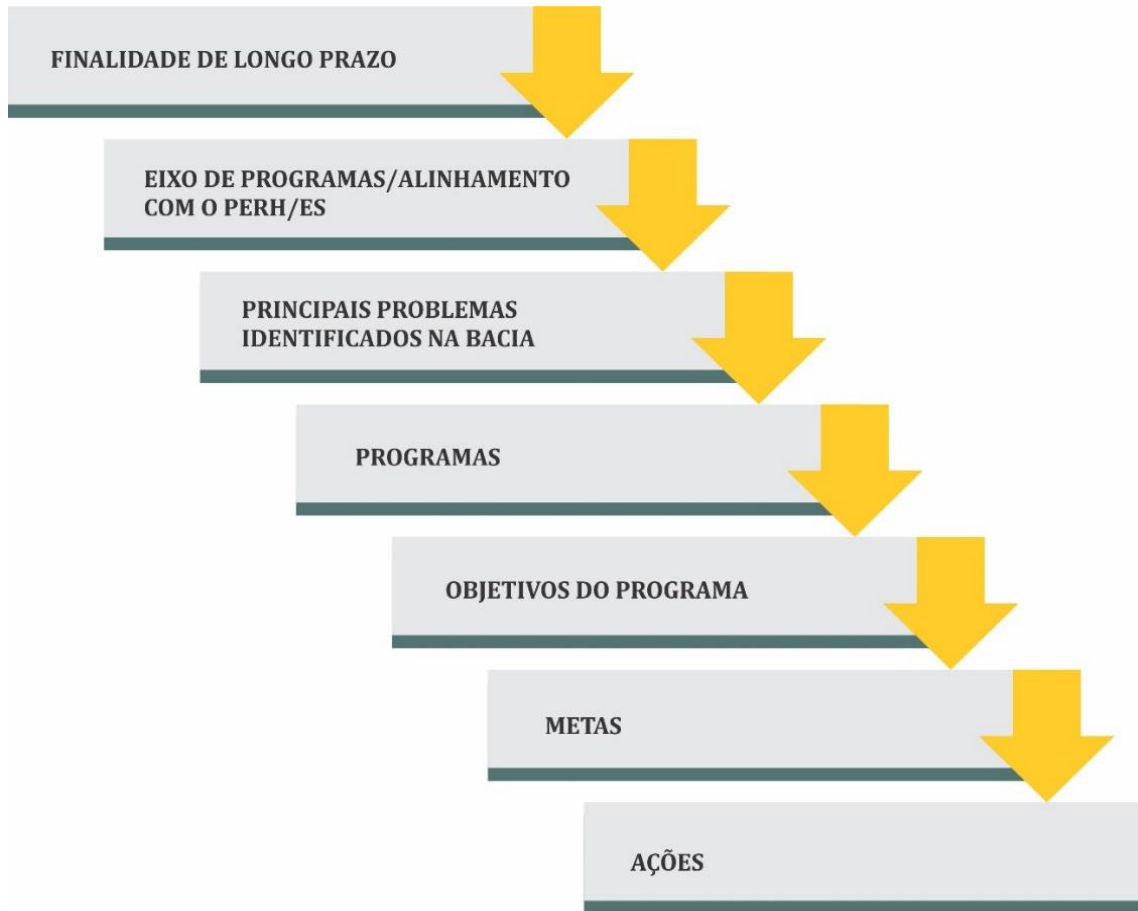 FINALIDADE DE LONGO PRAZO
EIXO DE PROGRAMAS/ALINHAMENTO
COM O PERH/ES
PRINCIPAIS PROBLEMAS
IDENTIFICADOS NA BACIA
PROGRAMAS
OBJETIVOS DO PROGRAMA
METAS
AÇÕES